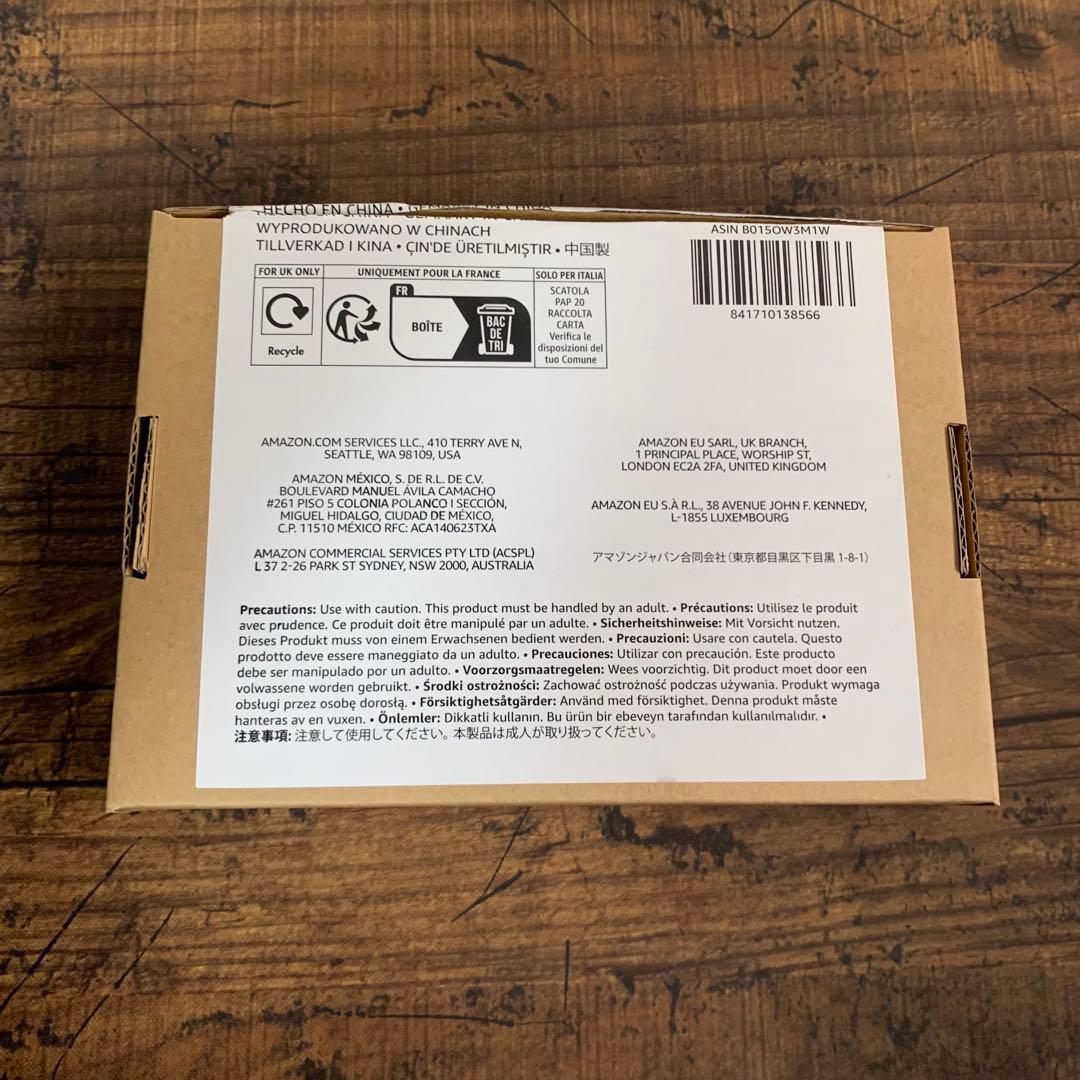 HECHO EN CHINA •
WYPRODUKOWANO W CHINACH
TILLVERKAD I KINA • ÇIN'DE ÜRETILMIŞTIR • 中国製
ASIN B015OW3M1W
841710138566
FOR UK ONLY
UNIQUEMENT POUR LA FRANCE
SOLO PER ITALIA
Recycle
FR
BOÎTE
BAC
DE
TRI
SCATOLA
PAP 20
RACCOLTA
CARTA
Verifica le
disposizioni del
tuo Comune
AMAZON.COM SERVICES LLC., 410 TERRY AVE N,
SEATTLE, WA 98109, USA
AMAZON MÉXICO, S. DE R.L. DE C.V.
BOULEVARD MANUEL ÁVILA CAMACHO
#261 PISO 5 COLONIA POLANCO I SECCIÓN,
MIGUEL HIDALGO, CIUDAD DE MÉXICO,
C.P. 11510 MÉXICO RFC: ACA140623TXA
AMAZON COMMERCIAL SERVICES PTY LTD (ACSPL)
L 37 2-26 PARK ST SYDNEY, NSW 2000, AUSTRALIA
AMAZON EU SARL, UK BRANCH,
1 PRINCIPAL PLACE, WORSHIP ST,
LONDON EC2A 2FA, UNITED KINGDOM
AMAZON EU S.À R.L., 38 AVENUE JOHN F. KENNEDY,
L-1855 LUXEMBOURG
アマゾンジャパン合同会社（東京都目黒区下目黒 1-8-1）
Precautions: Use with caution. This product must be handled by an adult. • Précautions: Utilisez le produit
avec prudence. Ce produit doit être manipulé par un adulte. • Sicherheitshinweise: Mit Vorsicht nutzen.
Dieses Produkt muss von einem Erwachsenen bedient werden. • Precauzioni: Usare con cautela. Questo
prodotto deve essere maneggiato da un adulto. • Precauciones: Utilizar con precaución. Este producto
debe ser manipulado por un adulto. • Voorzorgsmaatregelen: Wees voorzichtig. Dit product moet door een
volwassene worden gebruikt. • Środki ostrożności: Zachować ostrożność podczas używania. Produkt wymaga
obsługi przez osobę dorosłą. • Försiktighetsåtgärder: Använd med försiktighet. Denna produkt måste
hanteras av en vuxen. • Önlemler: Dikkatli kullanın. Bu ürün bir ebeveyn tarafından kullanılmalıdır. •
注意事項: 注意して使用してください。本製品は成人が取り扱ってください。